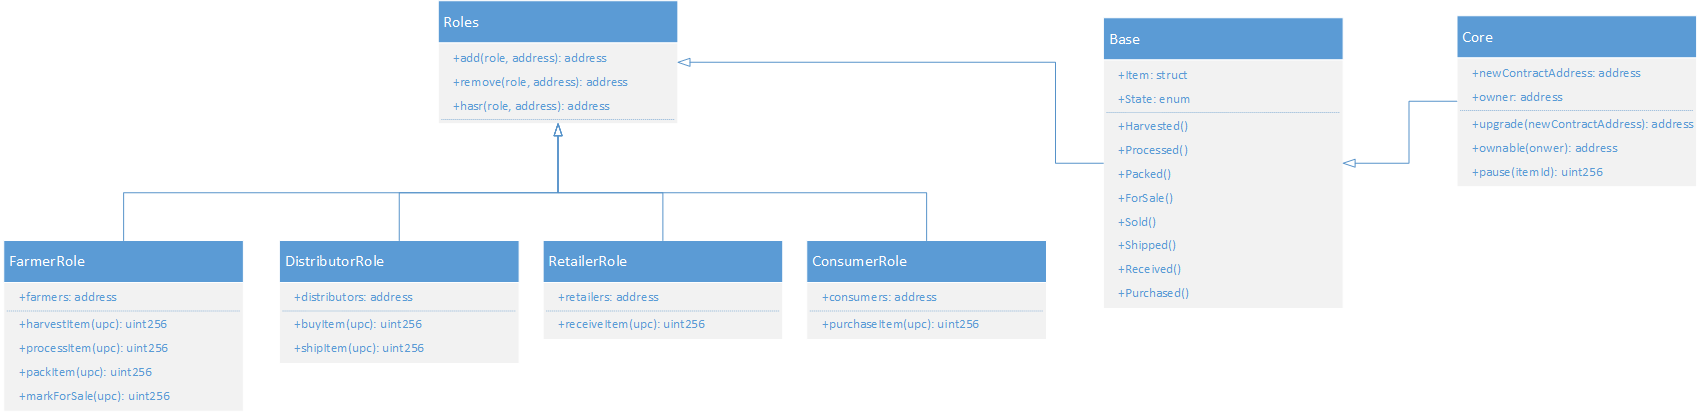 Roles
+add(role, address): address
+remove(role, address): address
+hasr(role, address): address
Base
+Item: struct
+State: enum
+Harvested()
+Processed()
+Packed()
+ForSale()
+Sold()
+Shipped()
+Received()
+Purchased()
Core
+newContractAddress: address
+owner: address
+upgrade(newContractAddress): address
+ownable(onwer): address
+pause(itemId): uint256
FarmerRole
+farmers: address
+harvestItem(upc): uint256
+processItem(upc): uint256
+packItem(upc): uint256
+markForSale(upc): uint256
DistributorRole
+distributors: address
+buyItem(upc): uint256
+shipItem(upc): uint256
RetailerRole
+retailers: address
+receiveItem(upc): uint256
ConsumerRole
+consumers: address
+purchaseItem(upc): uint256